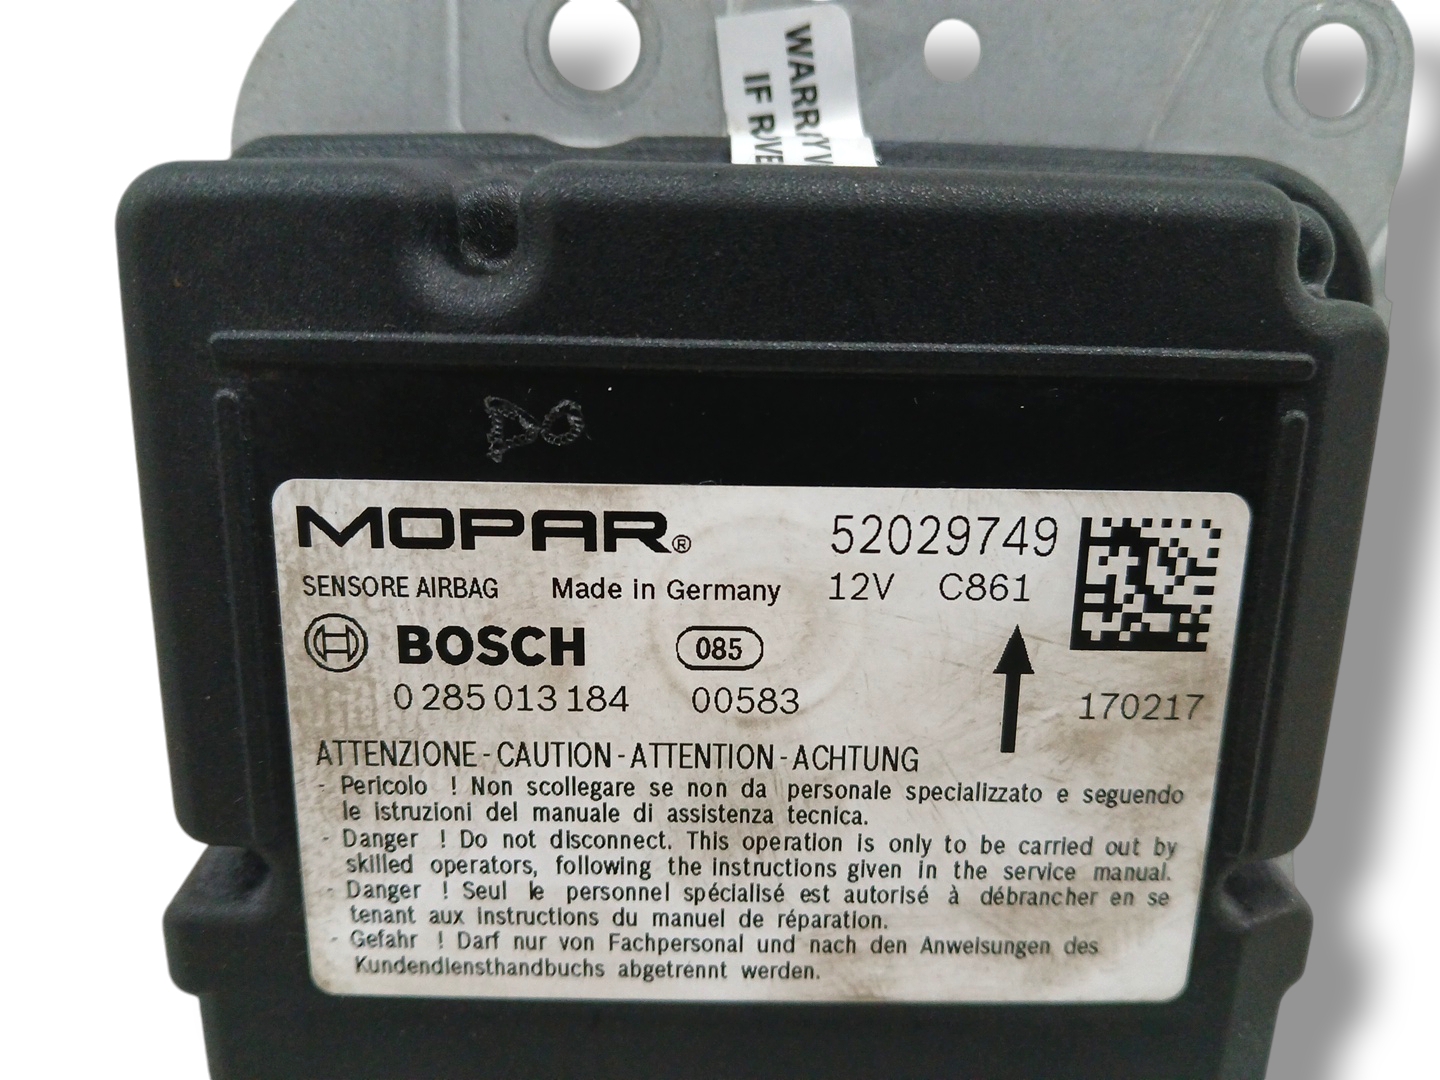 WARR/YV
IF R/VE
MOPAR®
52029749
SENSORE AIRBAG Made in Germany 12V C861
BOSCH 085
0 285 013 184 00583 170217
ATTENZIONE - CAUTION - ATTENTION - ACHTUNG
- Pericolo ! Non scollegare se non da personale specializzato e seguendo
le istruzioni del manuale di assistenza tecnica.
- Danger ! Do not disconnect. This operation is only to be carried out by
skilled operators, following the instructions given in the service manual.
- Danger ! Seul le personnel spécialisé est autorisé à débrancher en se
tenant aux instructions du manuel de réparation.
- Gefahr ! Darf nur von Fachpersonal und nach den Anweisungen des
Kundendiensthandbuchs abgetrennt werden.